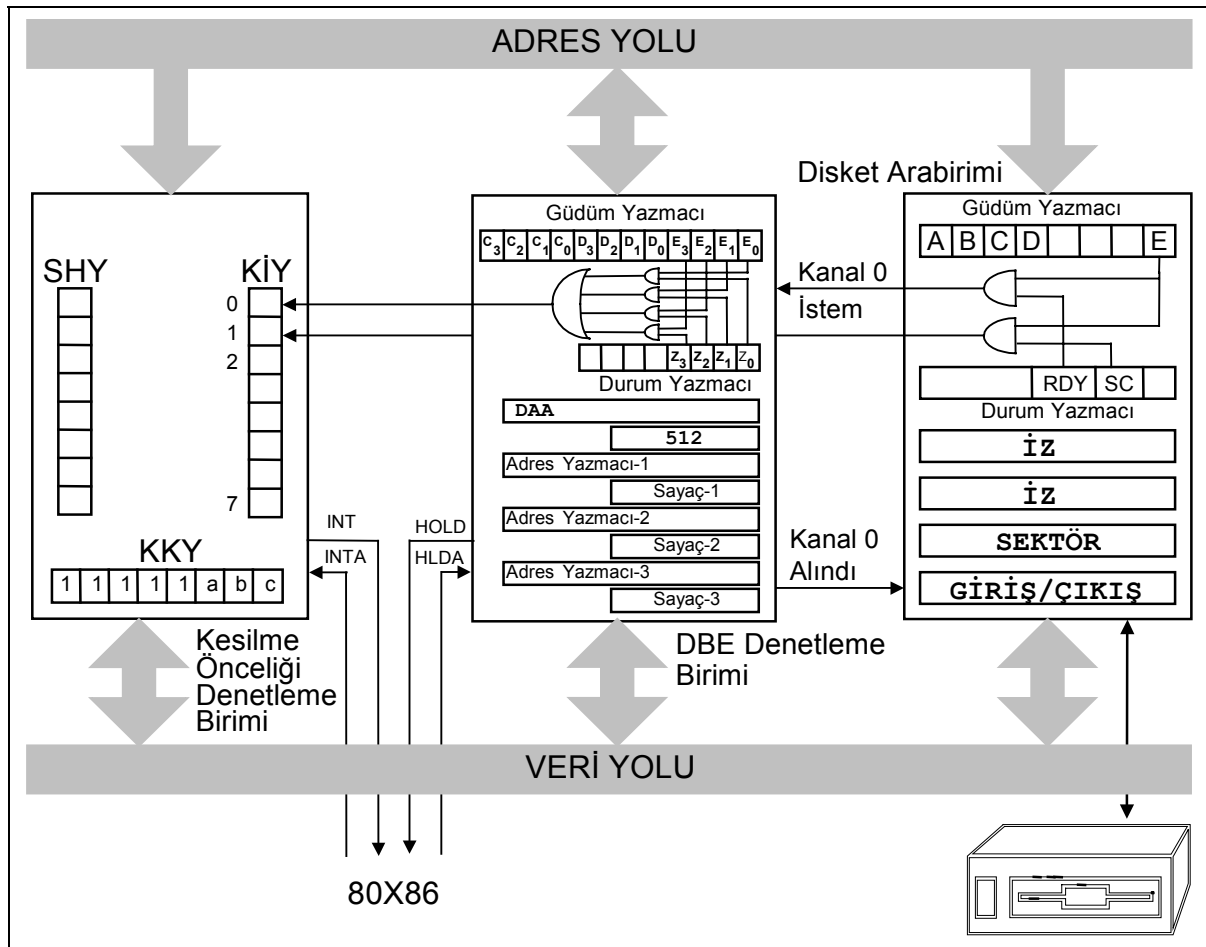 ADRES YOLU
Disket Arabirimi
Güdüm Yazmacı
C3 C2 C1 C0 D3 D2 D1 D0 E3 E2 E1 E0
Güdüm Yazmacı
A B C D E
SHY
KİY
0
1
2
7
Kanal 0
İstem
Z3 Z2 Z1 Z0
Durum Yazmacı
RDY SC
Durum Yazmacı
DAA
512
Adres Yazmacı-1
Sayaç-1
Adres Yazmacı-2
Sayaç-2
Adres Yazmacı-3
Sayaç-3
İZ
İZ
SEKTÖR
GİRİŞ/ÇIKIŞ
INT
INTA
HOLD
HLDA
Kanal 0
Alındı
KKY
1 1 1 1 1 a b c
Kesilme
Önceliği
Denetleme
Birimi
DBE Denetleme
Birimi
VERİ YOLU
80X86